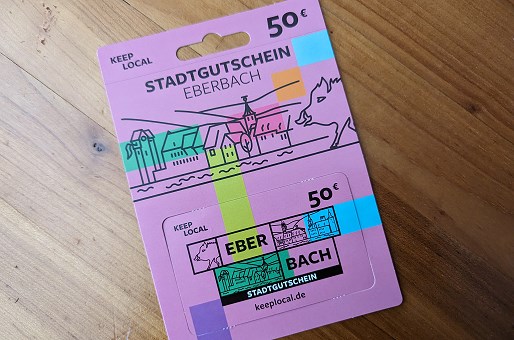 KEEP
LOCAL
50€
STADTGUTSCHEIN
EBERBACH
KEEP
LOCAL
50€
EBER
BACH
STADTGUTSCHEIN
keeplocal.de